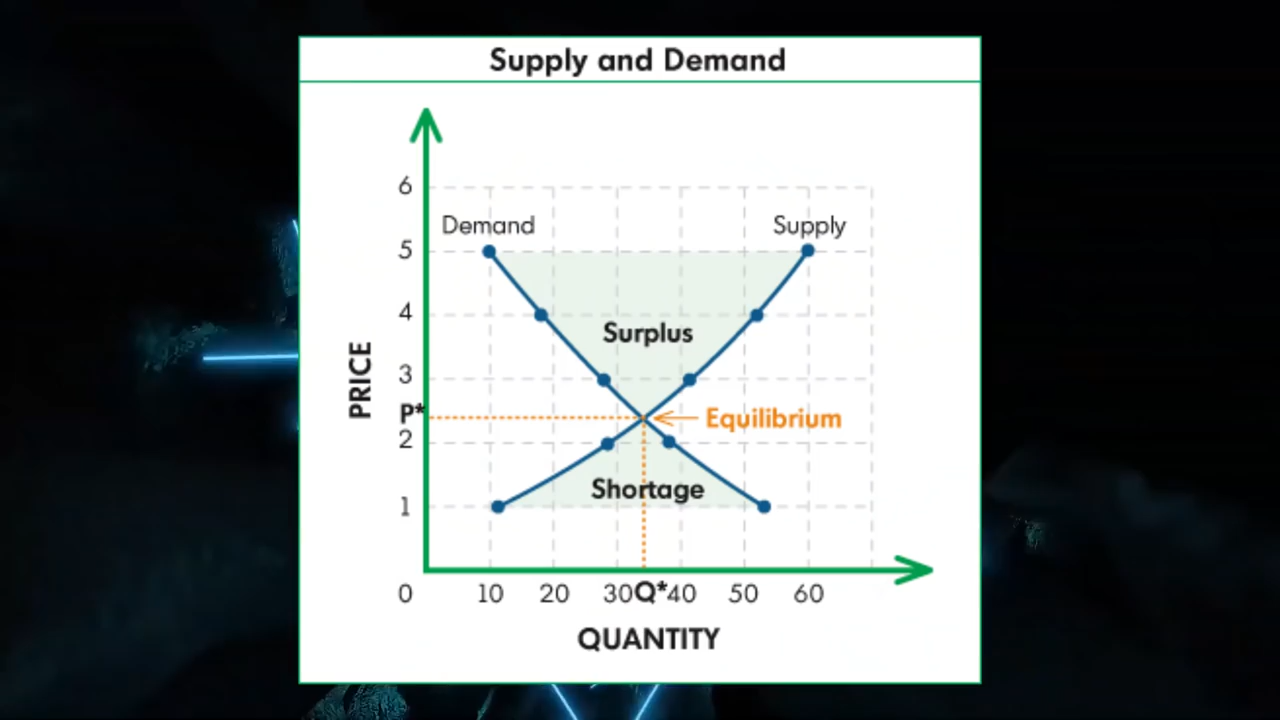 Supply and Demand
6
Demand
Supply
5
4
Surplus
3
PRICE
P*
Equilibrium
2
Shortage
1
0
10
20
30
Q*
40
50
60
QUANTITY